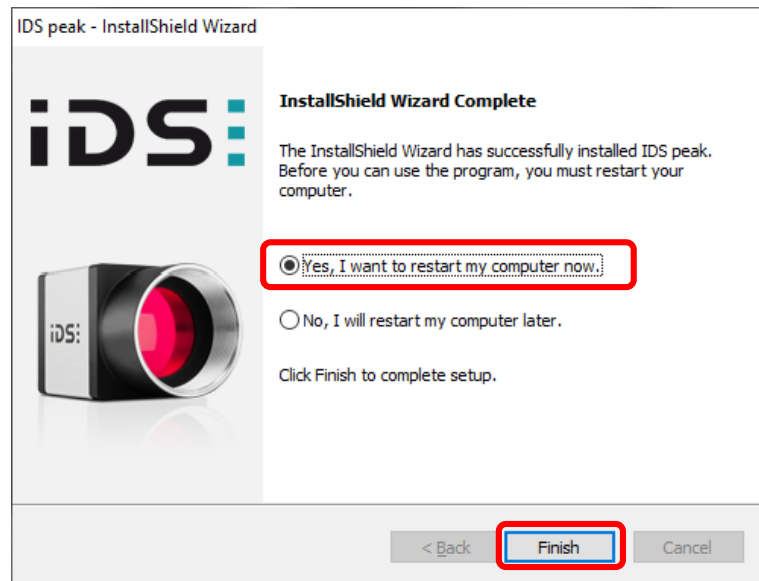 IDS peak - InstallShield Wizard
iDS:
InstallShield Wizard Complete
The InstallShield Wizard has successfully installed IDS peak.
Before you can use the program, you must restart your
computer.
Yes, I want to restart my computer now.
iDS:
No, I will restart my computer later.
Click Finish to complete setup.
< Back
Finish
Cancel